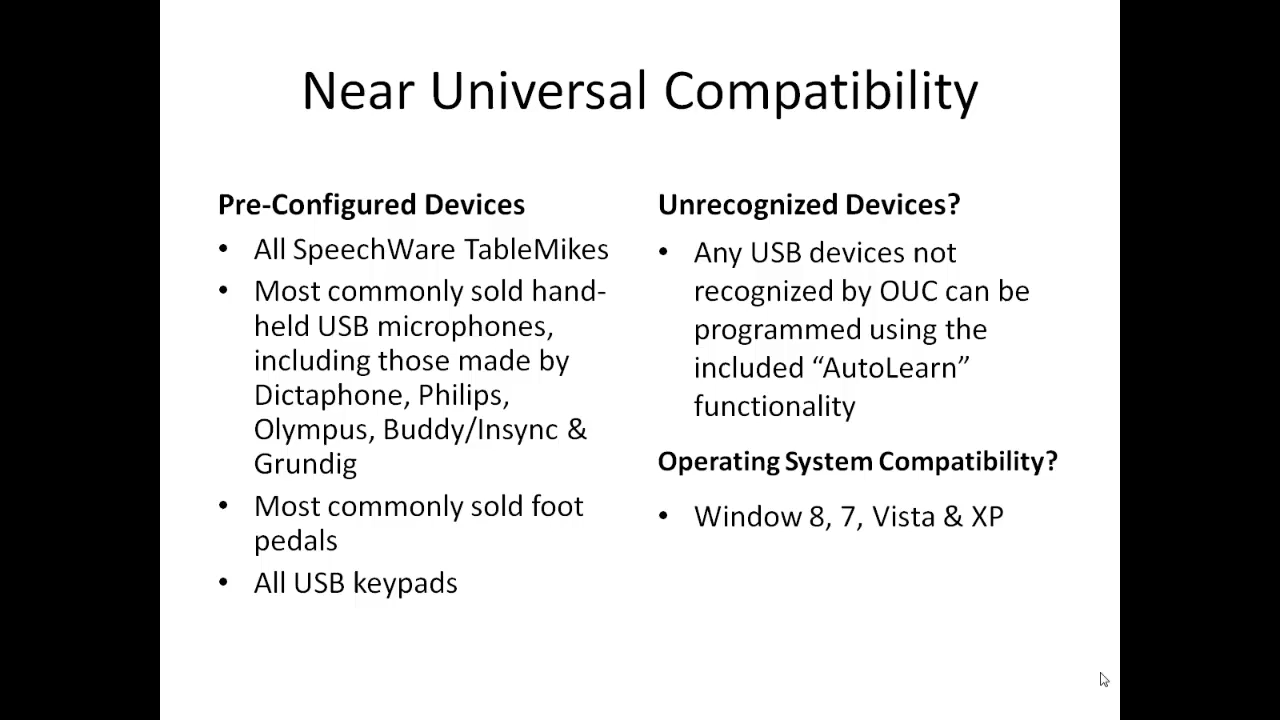 Near Universal Compatibility
Pre-Configured Devices
• All SpeechWare TableMikes
• Most commonly sold hand-
held USB microphones,
including those made by
Dictaphone, Philips,
Olympus, Buddy/Insync &
Grundig
• Most commonly sold foot
pedals
• All USB keypads
Unrecognized Devices?
• Any USB devices not
recognized by OUC can be
programmed using the
included “AutoLearn”
functionality
Operating System Compatibility?
• Window 8, 7, Vista & XP